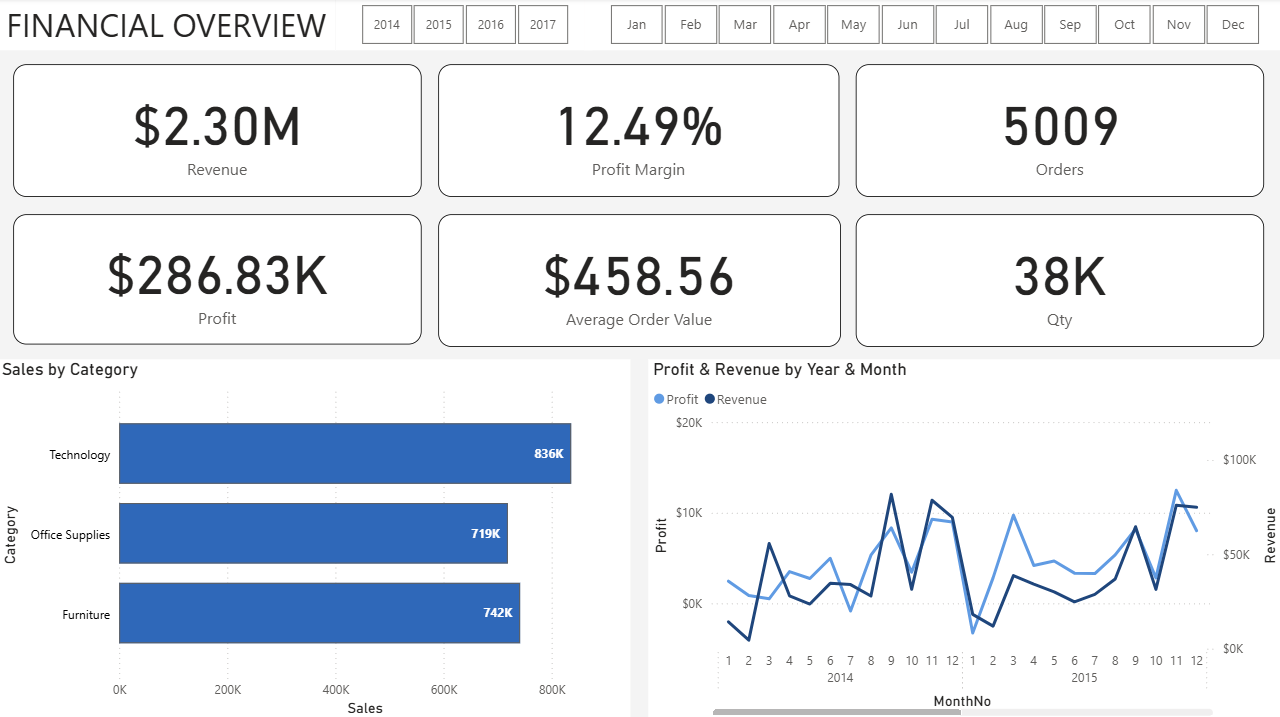 FINANCIAL OVERVIEW
2014 2015 2016 2017
Jan Feb Mar Apr May Jun Jul Aug Sep Oct Nov Dec
$2.30M
Revenue
12.49%
Profit Margin
5009
Orders
$286.83K
Profit
$458.56
Average Order Value
38K
Qty
Sales by Category
Category
Technology 836K
Office Supplies 719K
Furniture 742K
0K 200K 400K 600K 800K
Sales
Profit & Revenue by Year & Month
Profit Revenue
Profit
$20K
$10K
$0K
$100K
$50K
$0K
Revenue
1 2 3 4 5 6 7 8 9 10 11 12 1 2 3 4 5 6 7 8 9 10 11 12
2014 2015
MonthNo